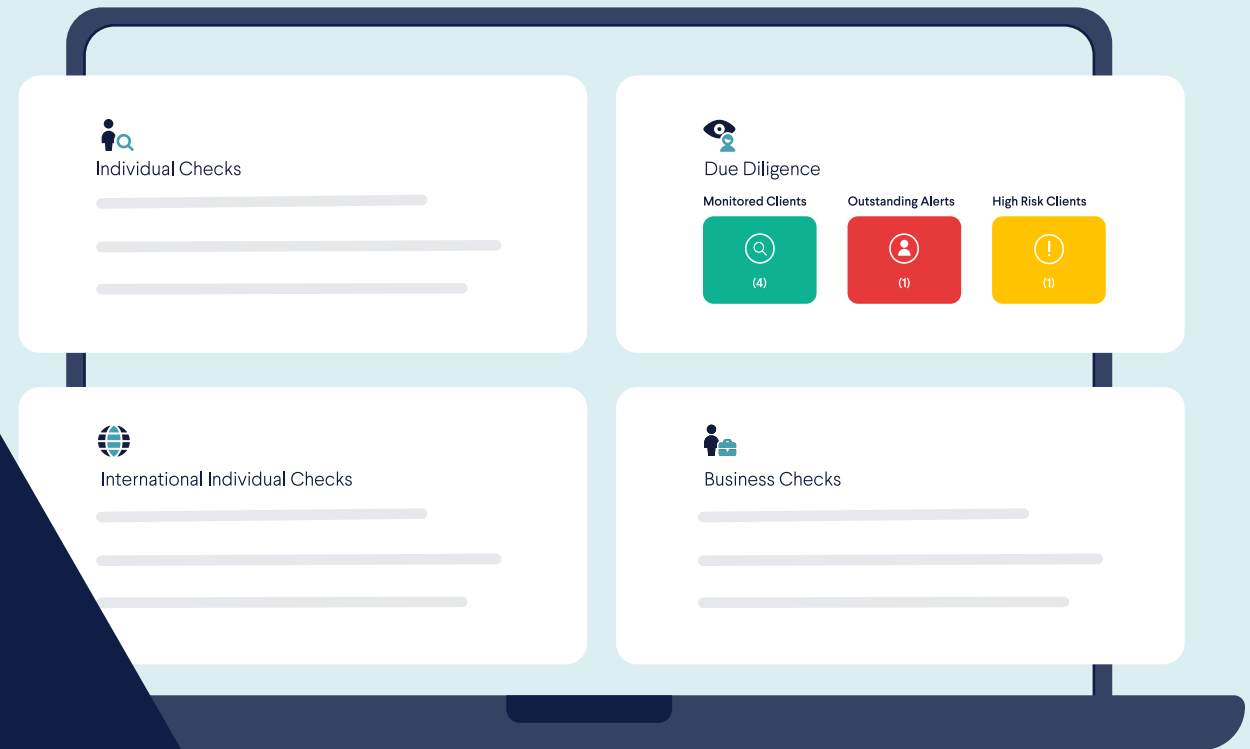 Individual Checks
Due Diligence
Monitored Clients
Outstanding Alerts
High Risk Clients
(4)
(1)
(1)
International Individual Checks
Business Checks